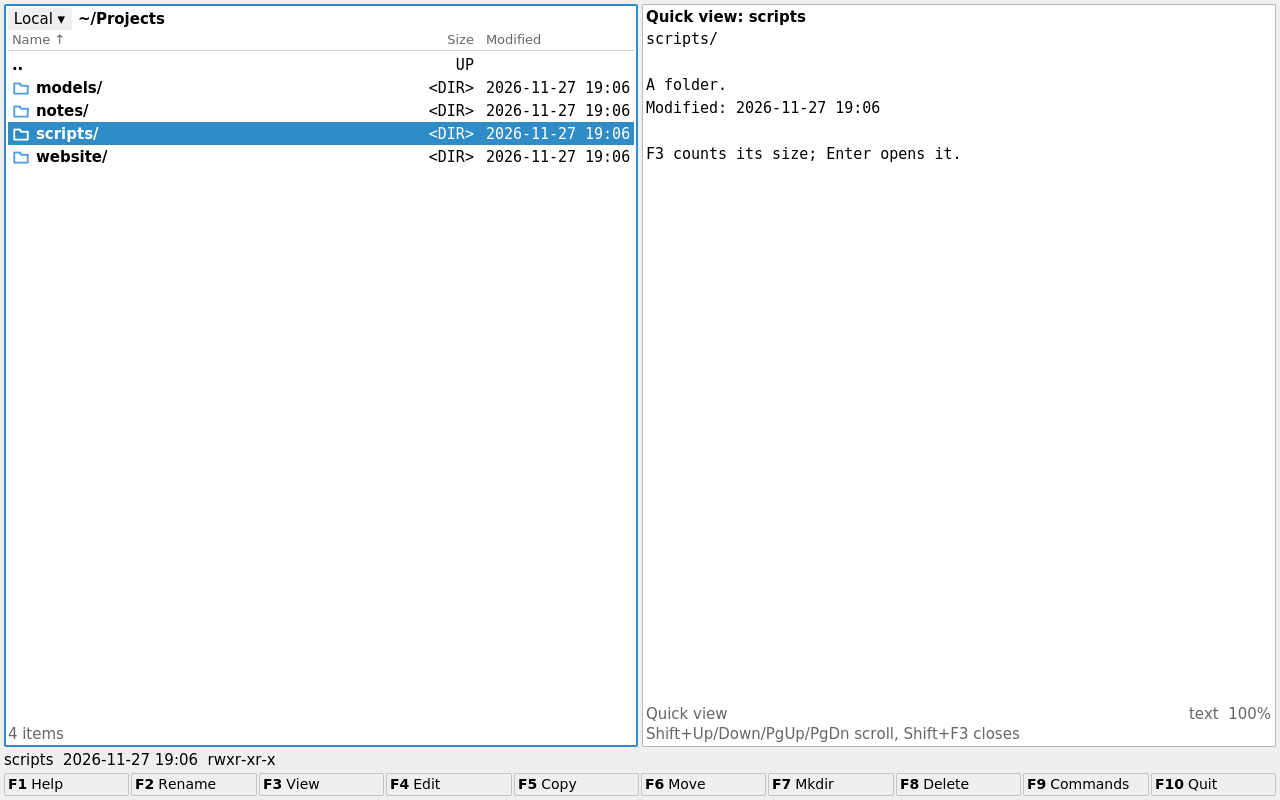 Local ▾ ~/Projects
Name ↑ Size Modified
.. UP
models/ <DIR> 2026-11-27 19:06
notes/ <DIR> 2026-11-27 19:06
scripts/ <DIR> 2026-11-27 19:06
website/ <DIR> 2026-11-27 19:06
4 items
Quick view: scripts
scripts/
A folder.
Modified: 2026-11-27 19:06
F3 counts its size; Enter opens it.
Quick view text 100%
Shift+Up/Down/PgUp/PgDn scroll, Shift+F3 closes
scripts 2026-11-27 19:06 rwxr-xr-x
F1 Help F2 Rename F3 View F4 Edit F5 Copy F6 Move F7 Mkdir F8 Delete F9 Commands F10 Quit